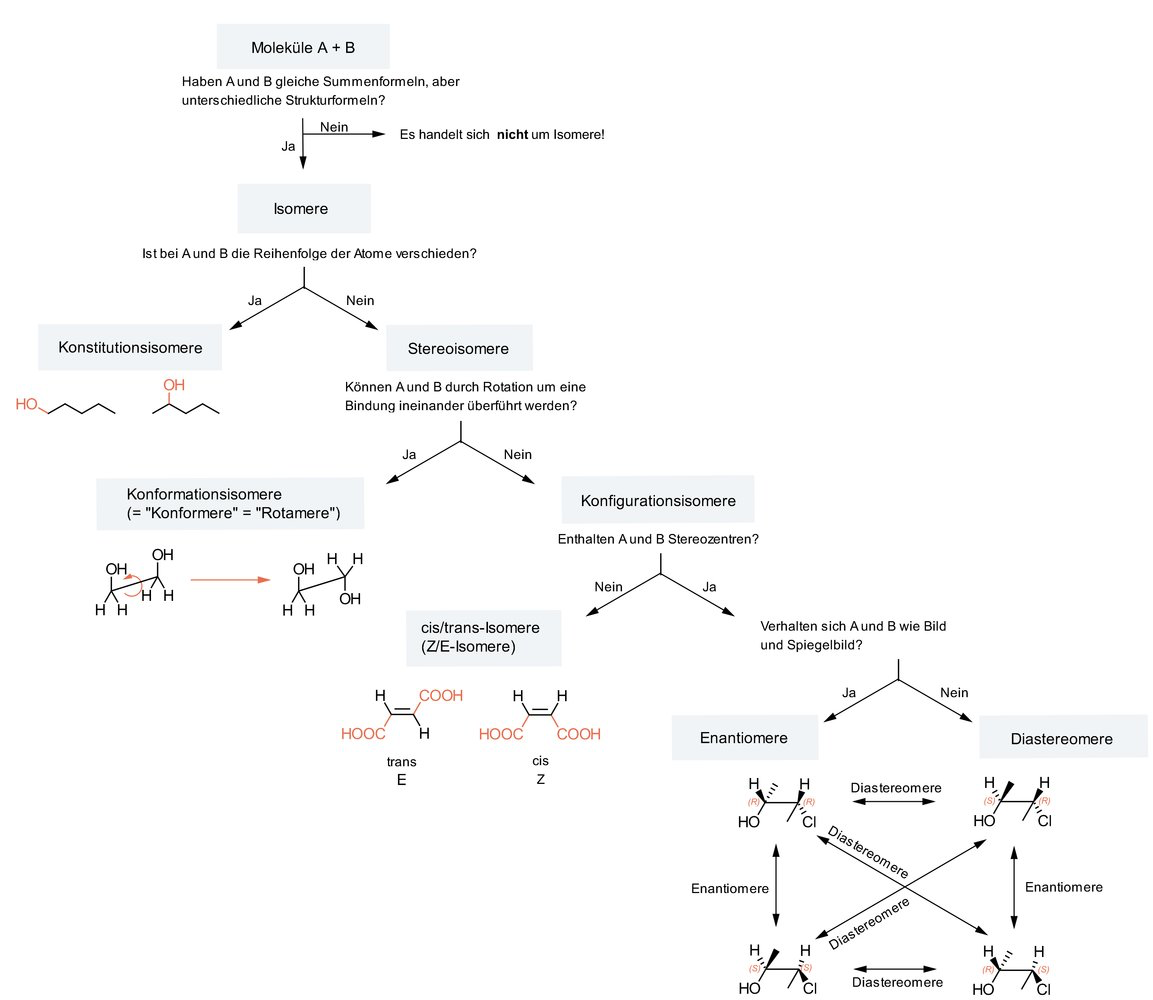 Moleküle A + B
Haben A und B gleiche Summenformeln, aber
unterschiedliche Strukturformeln?
Nein
Es handelt sich nicht um Isomere!
Ja
Isomere
Ist bei A und B die Reihenfolge der Atome verschieden?
Ja
Nein
Konstitutionsisomere
Stereoisomere
OH
HO
Können A und B durch Rotation um eine
Bindung ineinander überführt werden?
Ja
Nein
Konformationsisomere
(= "Konformere" = "Rotamere")
Konfigurationsisomere
Enthalten A und B Stereozentren?
OH
OH
H
H
H
H
OH
H
H
H
H
OH
Nein
Ja
cis/trans-Isomere
(Z/E-Isomere)
Verhalten sich A und B wie Bild
und Spiegelbild?
H
COOH
HOOC
H
trans
E
H
H
HOOC
COOH
cis
Z
Ja
Nein
Enantiomere
Diastereomere
H
H
(R)
(R)
HO
Cl
Diastereomere
H
H
(S)
(R)
HO
Cl
Diastereomere
Enantiomere
Enantiomere
Diastereomere
H
H
(S)
(S)
HO
Cl
Diastereomere
H
H
(R)
(S)
HO
Cl